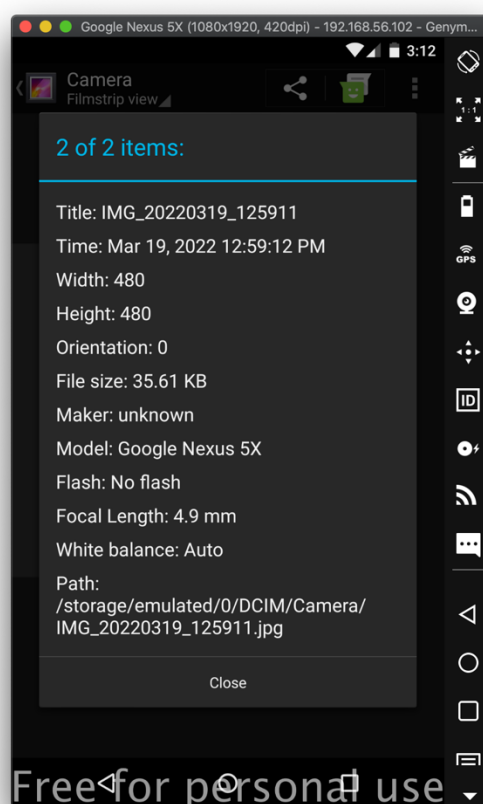 Google Nexus 5X (1080x1920, 420dpi) - 192.168.56.102 - Genym...
3:12
Camera
Filmstrip view
1:1
2 of 2 items:
GPS
Title: IMG_20220319_125911
Time: Mar 19, 2022 12:59:12 PM
Width: 480
Height: 480
Orientation: 0
File size: 35.61 KB
ID
Maker: unknown
Model: Google Nexus 5X
Flash: No flash
Focal Length: 4.9 mm
White balance: Auto
Path:
/storage/emulated/0/DCIM/Camera/
IMG_20220319_125911.jpg
Close
Free for personal use